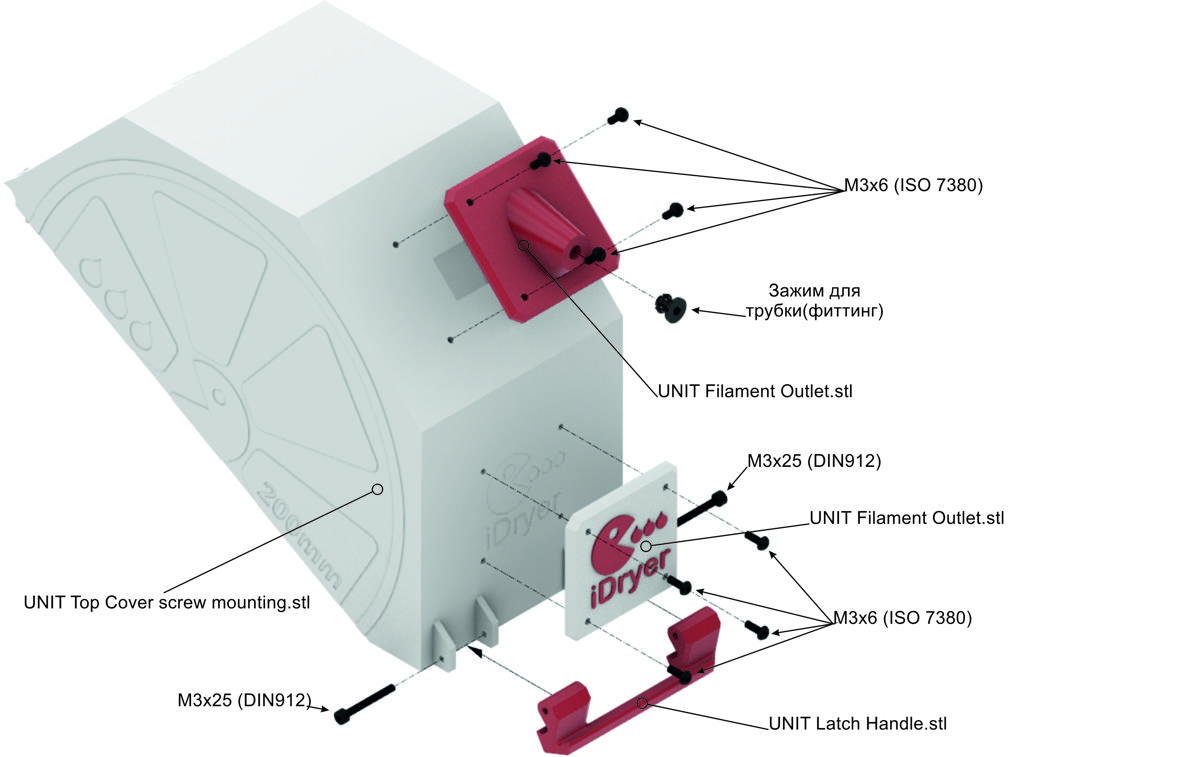 M3x6 (ISO 7380)
Зажим для
трубки(фиттинг)
UNIT Filament Outlet.stl
M3x25 (DIN912)
UNIT Filament Outlet.stl
iDryer
iDryer
200mm
UNIT Top Cover screw mounting.stl
M3x6 (ISO 7380)
M3x25 (DIN912)
UNIT Latch Handle.stl